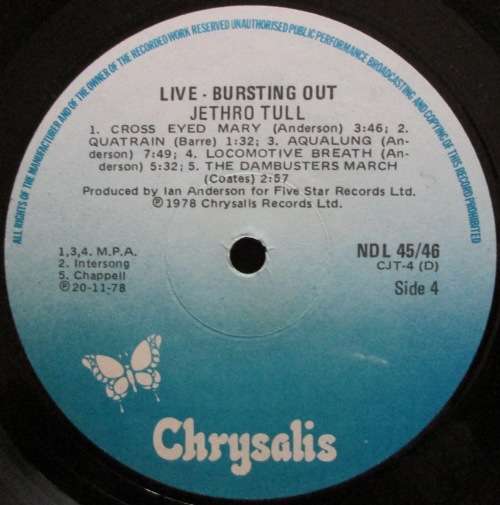 ALL RIGHTS OF THE MANUFACTURER AND OF THE OWNER OF THE RECORDED WORK RESERVED UNAUTHORISED PUBLIC PERFORMANCE BROADCASTING AND COPYING OF THIS RECORD PROHIBITED
LIVE - BURSTING OUT
JETHRO TULL
1. CROSS EYED MARY (Anderson) 3:46; 2.
QUATRAIN (Barre) 1:32; 3. AQUALUNG (An-
derson) 7:49; 4. LOCOMOTIVE BREATH (An-
derson) 5:32; 5. THE DAMBUSTERS MARCH
(Coates) 2:57
Produced by Ian Anderson for Five Star Records Ltd.
℗1978 Chrysalis Records Ltd.
1,3,4. M.P.A.
2. Intersong
5. Chappell
℗20-11-78
NDL 45/46
CJT-4 (D)
Side 4
Chrysalis